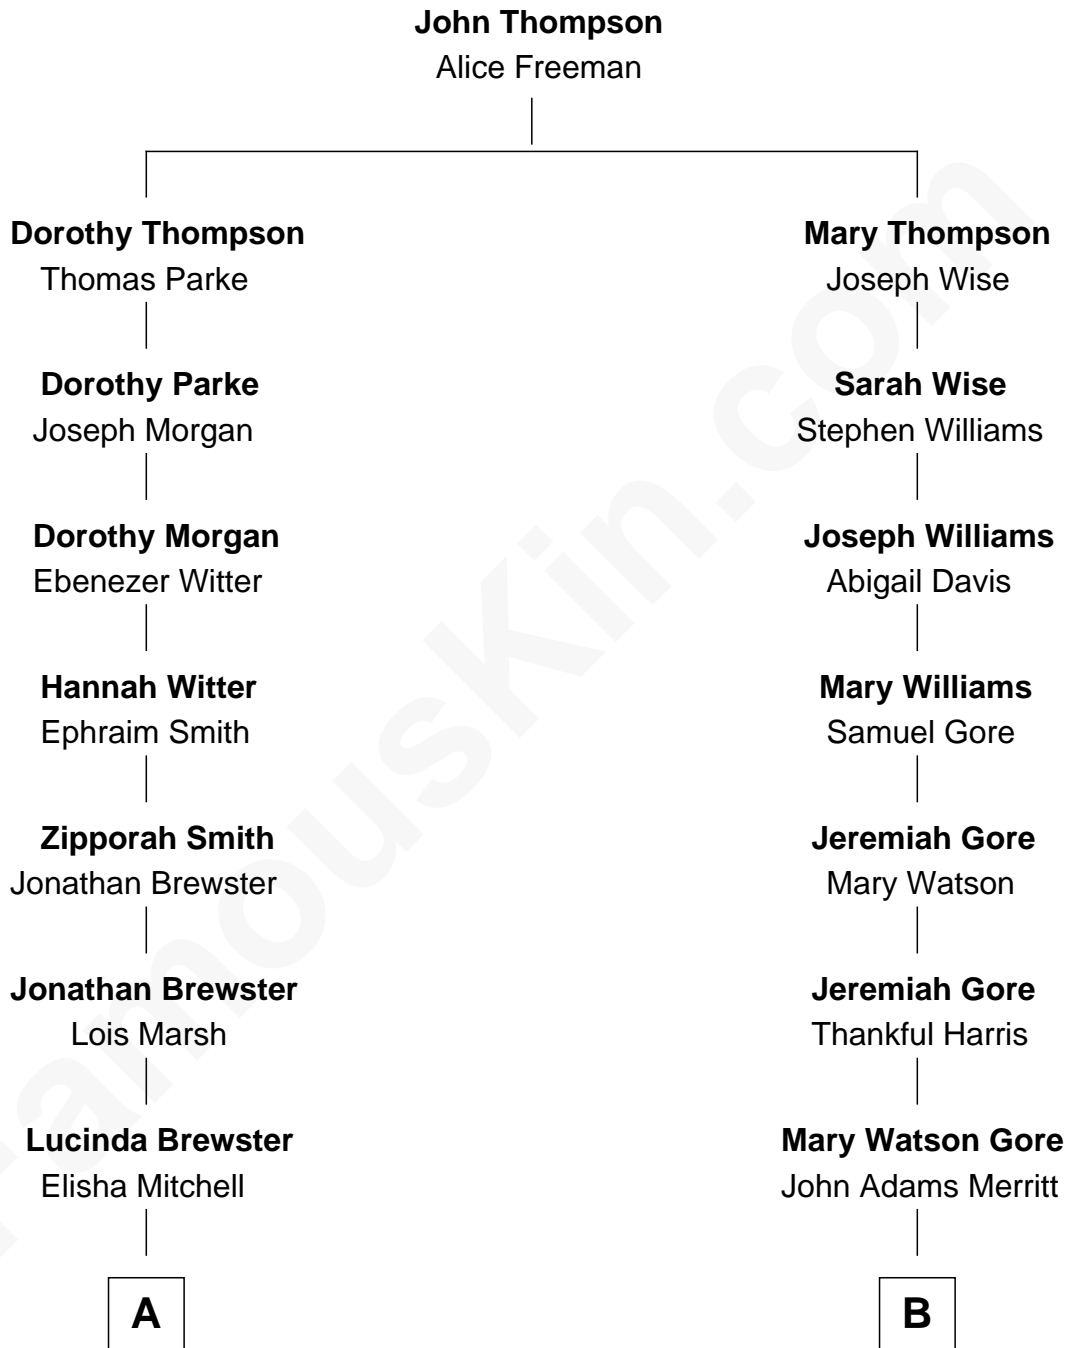 John Thompson
Alice Freeman
Dorothy Thompson
Thomas Parke
Mary Thompson
Joseph Wise
Dorothy Parke
Joseph Morgan
Sarah Wise
Stephen Williams
Dorothy Morgan
Ebenezer Witter
Joseph Williams
Abigail Davis
Hannah Witter
Ephraim Smith
Mary Williams
Samuel Gore
Zipporah Smith
Jonathan Brewster
Jeremiah Gore
Mary Watson
Jonathan Brewster
Lois Marsh
Jeremiah Gore
Thankful Harris
Lucinda Brewster
Elisha Mitchell
Mary Watson Gore
John Adams Merritt
A
B
FamousKin.com